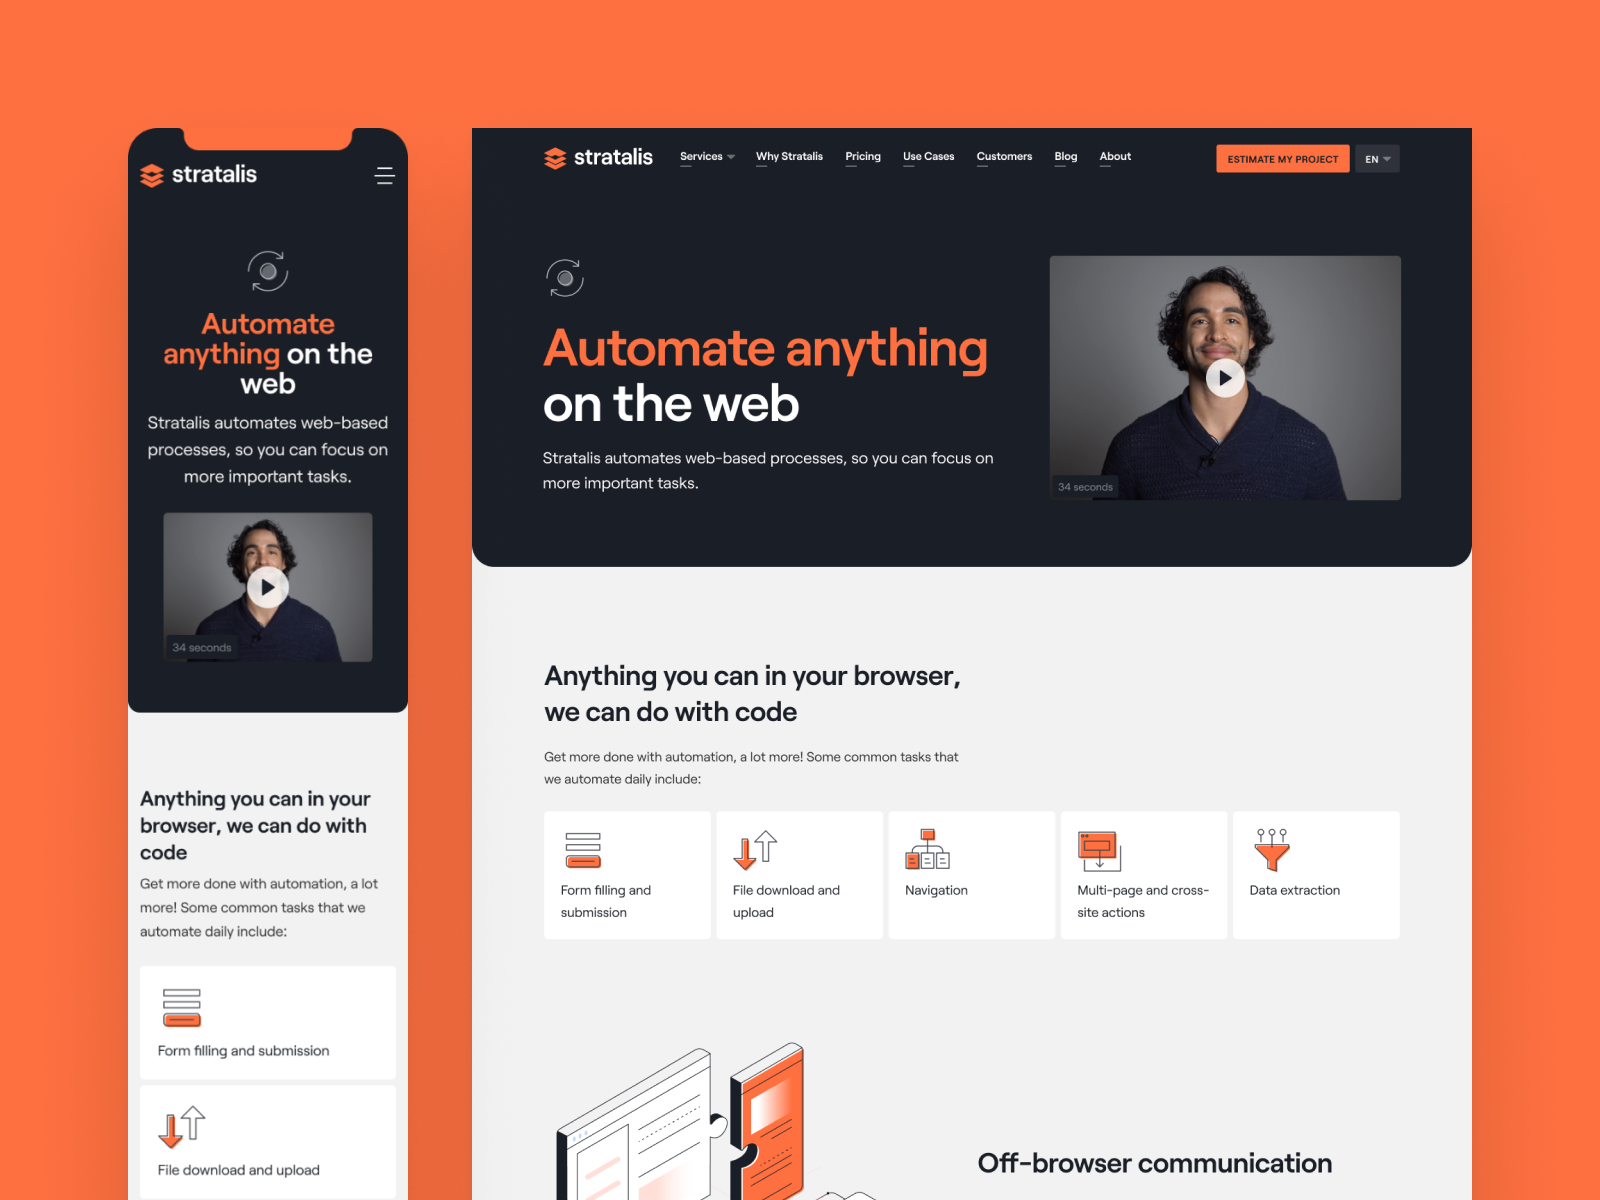 stratalis
Automate
anything on the
web
Stratalis automates web-based
processes, so you can focus on
more important tasks.
34 seconds
Anything you can in your
browser, we can do with
code
Get more done with automation, a lot
more! Some common tasks that we
automate daily include:
Form filling and submission
File download and upload
stratalis
Services
Why Stratalis
Pricing
Use Cases
Customers
Blog
About
ESTIMATE MY PROJECT
EN
Automate anything
on the web
Stratalis automates web-based processes, so you can focus on
more important tasks.
34 seconds
Anything you can in your browser,
we can do with code
Get more done with automation, a lot more! Some common tasks that
we automate daily include:
Form filling and
submission
File download and
upload
Navigation
Multi-page and cross-
site actions
Data extraction
Off-browser communication